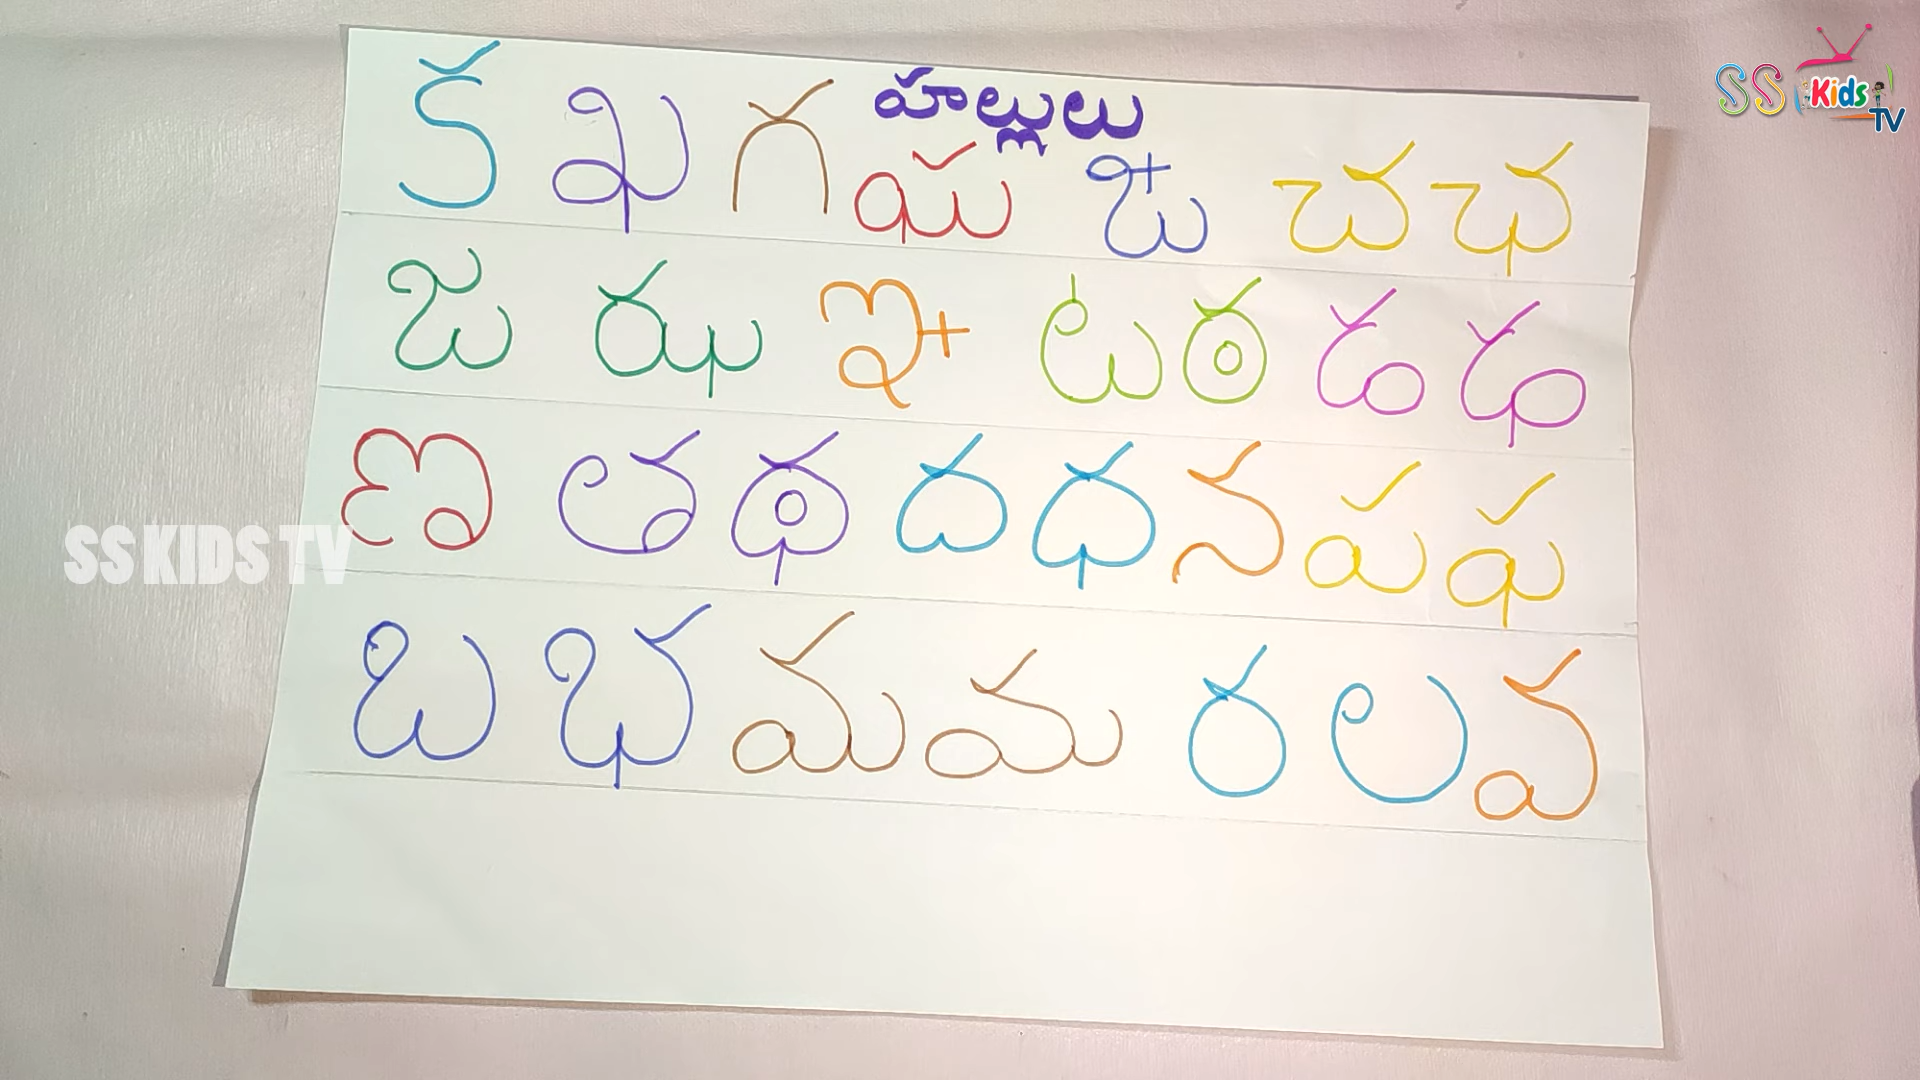 హల్లులు
క ఖ గ ఘ ఙ చ ఛ
జ ఝ ఞ ట ఠ డ ఢ
ణ త థ ద ధ న ప ఫ
బ భ మ య ర ల వ
SS Kids TV
SS KIDS TV